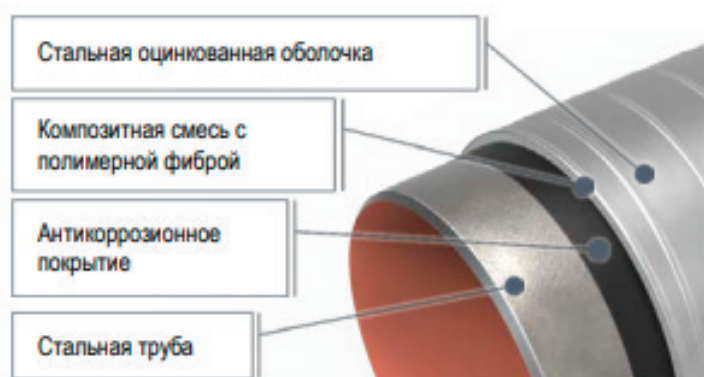 Стальная оцинкованная оболочка
Композитная смесь с
полимерной фиброй
Антикоррозионное
покрытие
Стальная труба